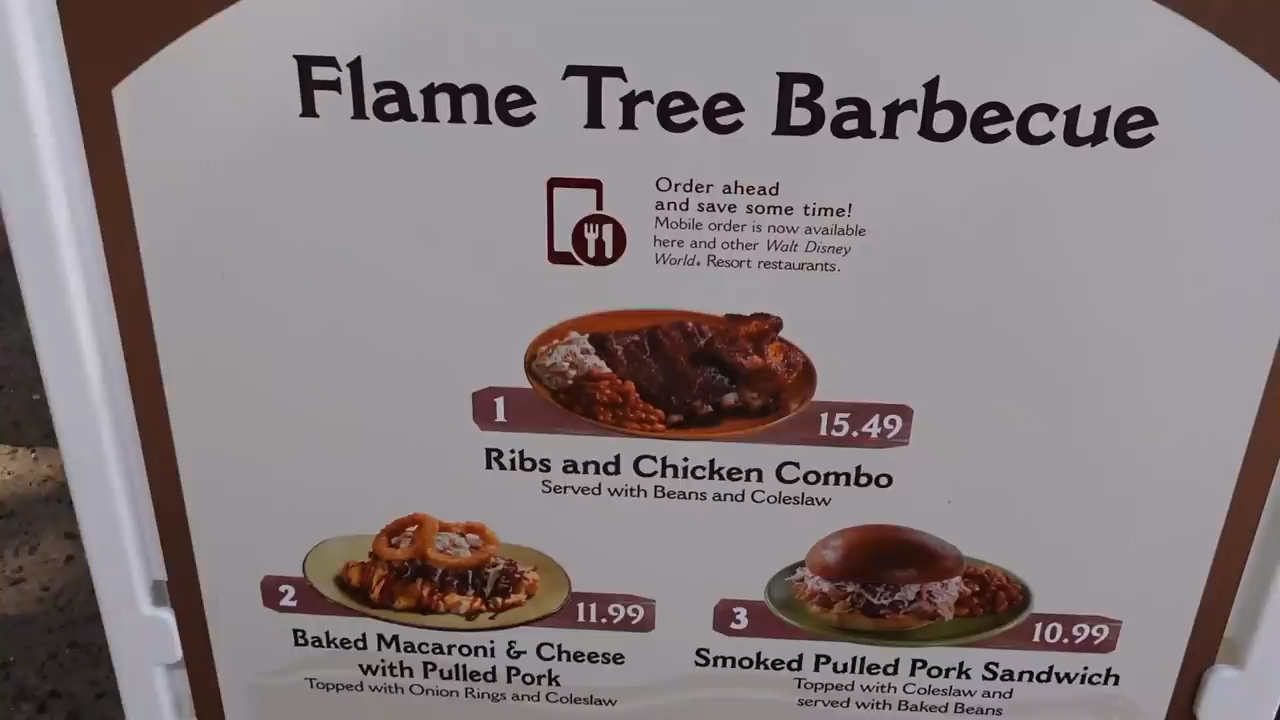 Flame Tree Barbecue
Order ahead
and save some time!
Mobile order is now available
here and other Walt Disney
World® Resort restaurants.
1
15.49
Ribs and Chicken Combo
Served with Beans and Coleslaw
2
11.99
Baked Macaroni & Cheese
with Pulled Pork
Topped with Onion Rings and Coleslaw
3
10.99
Smoked Pulled Pork Sandwich
Topped with Coleslaw and
served with Baked Beans